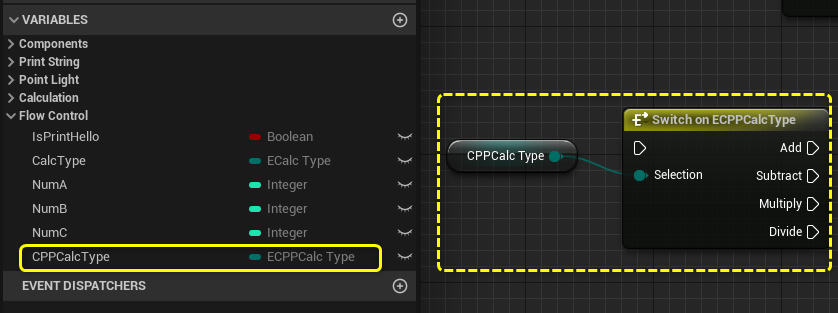 VARIABLES
Components
Print String
Point Light
Calculation
Flow Control
IsPrintHello Boolean
CalcType ECalc Type
NumA Integer
NumB Integer
NumC Integer
CPPCalcType ECPPCalc Type
EVENT DISPATCHERS
CPPCalc Type
Switch on ECPPCalcType
Add
Selection Subtract
Multiply
Divide